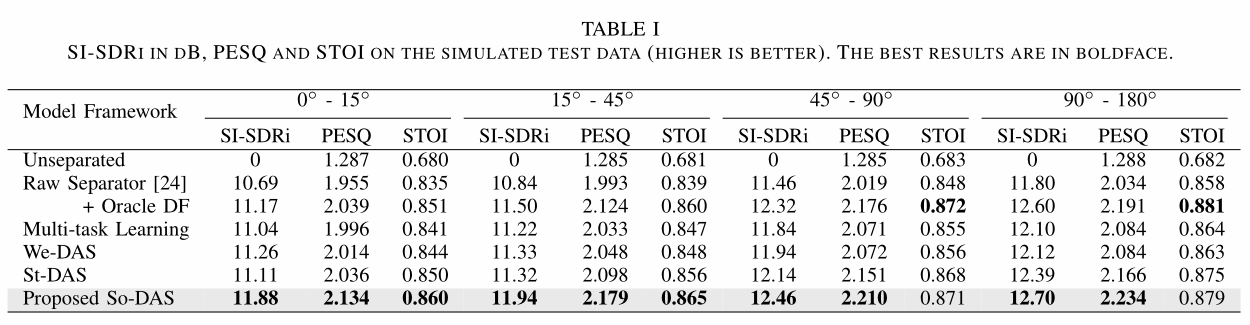 TABLE I
SI-SDRI IN DB, PESQ AND STOI ON THE SIMULATED TEST DATA (HIGHER IS BETTER). THE BEST RESULTS ARE IN BOLDFACE.
Model Framework 0° - 15° 15° - 45° 45° - 90° 90° - 180°
SI-SDRi PESQ STOI SI-SDRi PESQ STOI SI-SDRi PESQ STOI SI-SDRi PESQ STOI
Unseparated 0 1.287 0.680 0 1.285 0.681 0 1.285 0.683 0 1.288 0.682
Raw Separator [24] 10.69 1.955 0.835 10.84 1.993 0.839 11.46 2.019 0.848 11.80 2.034 0.858
+ Oracle DF 11.17 2.039 0.851 11.50 2.124 0.860 12.32 2.176 0.872 12.60 2.191 0.881
Multi-task Learning 11.04 1.996 0.841 11.22 2.033 0.847 11.84 2.071 0.855 12.10 2.084 0.864
We-DAS 11.26 2.014 0.844 11.33 2.048 0.848 11.94 2.072 0.856 12.12 2.084 0.863
St-DAS 11.11 2.036 0.850 11.32 2.098 0.856 12.14 2.151 0.868 12.39 2.166 0.875
Proposed So-DAS 11.88 2.134 0.860 11.94 2.179 0.865 12.46 2.210 0.871 12.70 2.234 0.879